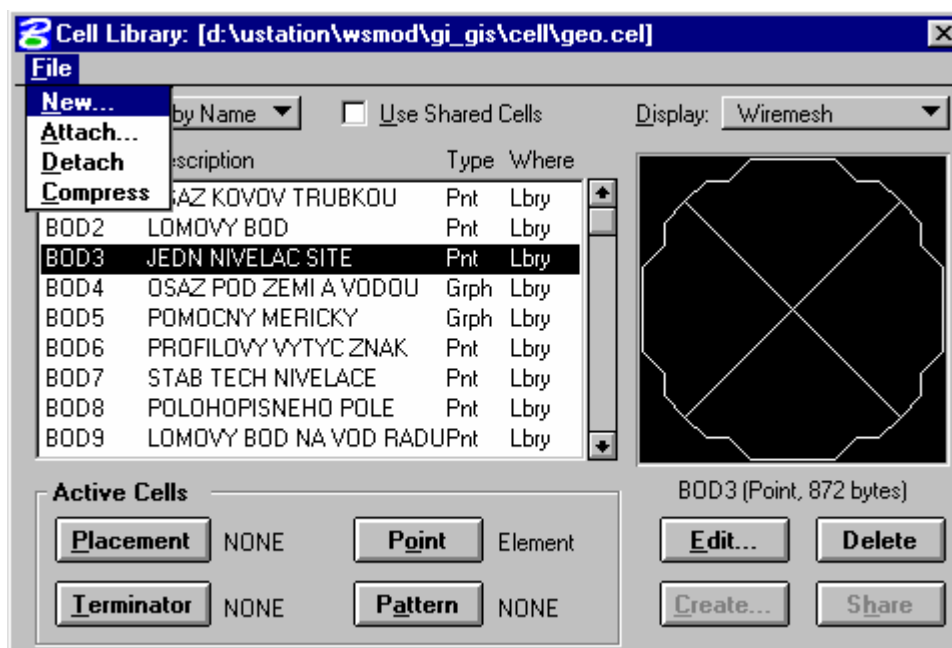 Cell Library: [d:\ustation\wsmod\gi_gis\cell\geo.cel]
File
New...
Attach...
Detach
Compress
by Name
Use Shared Cells
Display: Wiremesh
escription Type Where
SAZ KOVOV TRUBKOU Pnt Lbry
BOD2 LOMOVY BOD Pnt Lbry
BOD3 JEDN NIVELAC SITE Pnt Lbry
BOD4 OSAZ POD ZEMI A VODOU Grph Lbry
BOD5 POMOCNY MERICKY Grph Lbry
BOD6 PROFILOVY VYTYC ZNAK Pnt Lbry
BOD7 STAB TECH NIVELACE Pnt Lbry
BOD8 POLOHOPISNEHO POLE Pnt Lbry
BOD9 LOMOVY BOD NA VOD RADU Pnt Lbry
BOD3 (Point, 872 bytes)
Active Cells
Placement NONE Point Element
Terminator NONE Pattern NONE
Edit... Delete
Create... Share